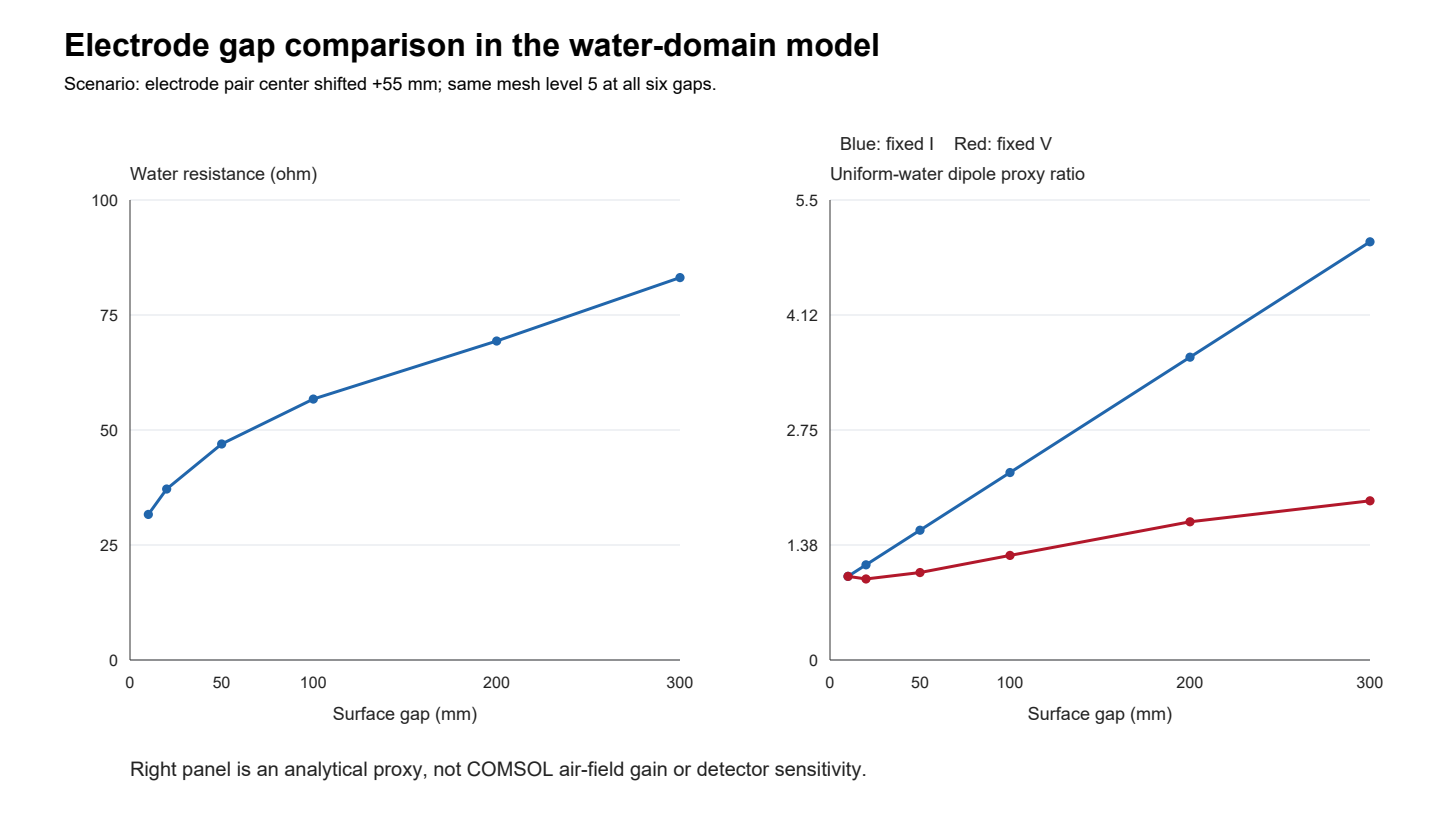 Electrode gap comparison in the water-domain model
Scenario: electrode pair center shifted +55 mm; same mesh level 5 at all six gaps.
Water resistance (ohm)
100
75
50
25
0
0 50 100 200 300
Surface gap (mm)
Blue: fixed I Red: fixed V
Uniform-water dipole proxy ratio
5.5
4.12
2.75
1.38
0
0 50 100 200 300
Surface gap (mm)
Right panel is an analytical proxy, not COMSOL air-field gain or detector sensitivity.